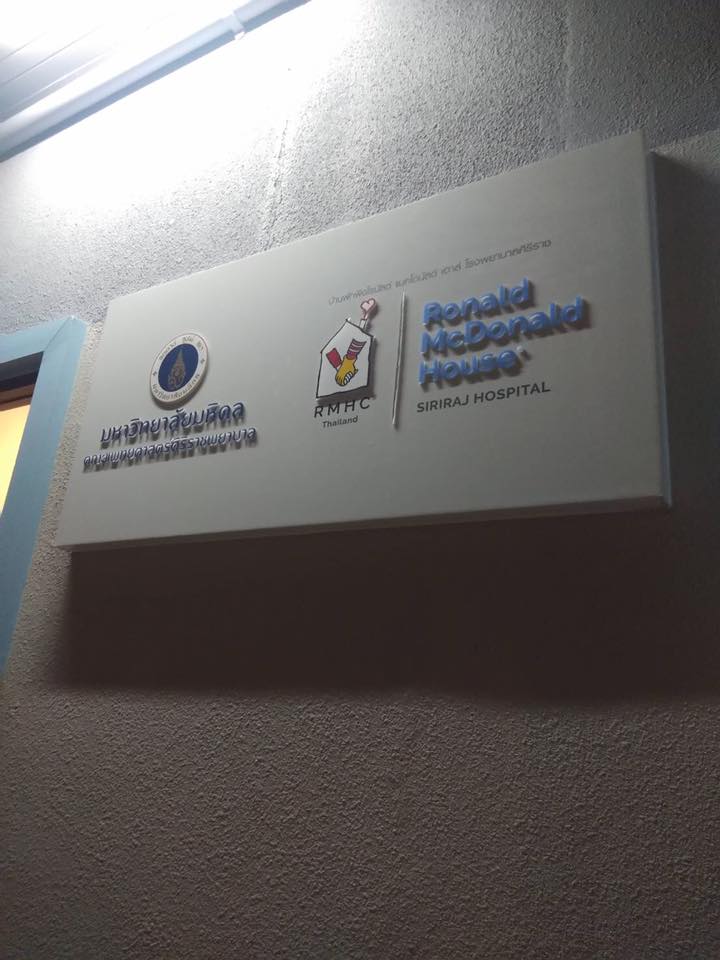 มหาวิทยาลัยมหิดล
คณะแพทยศาสตร์ศิริราชพยาบาล
บ้านพักพิงโรนัลด์ แมคโดนัลด์ เฮาส์ โรงพยาบาลศิริราช
RMHC
Thailand
Ronald
McDonald
House
SIRIRAJ HOSPITAL